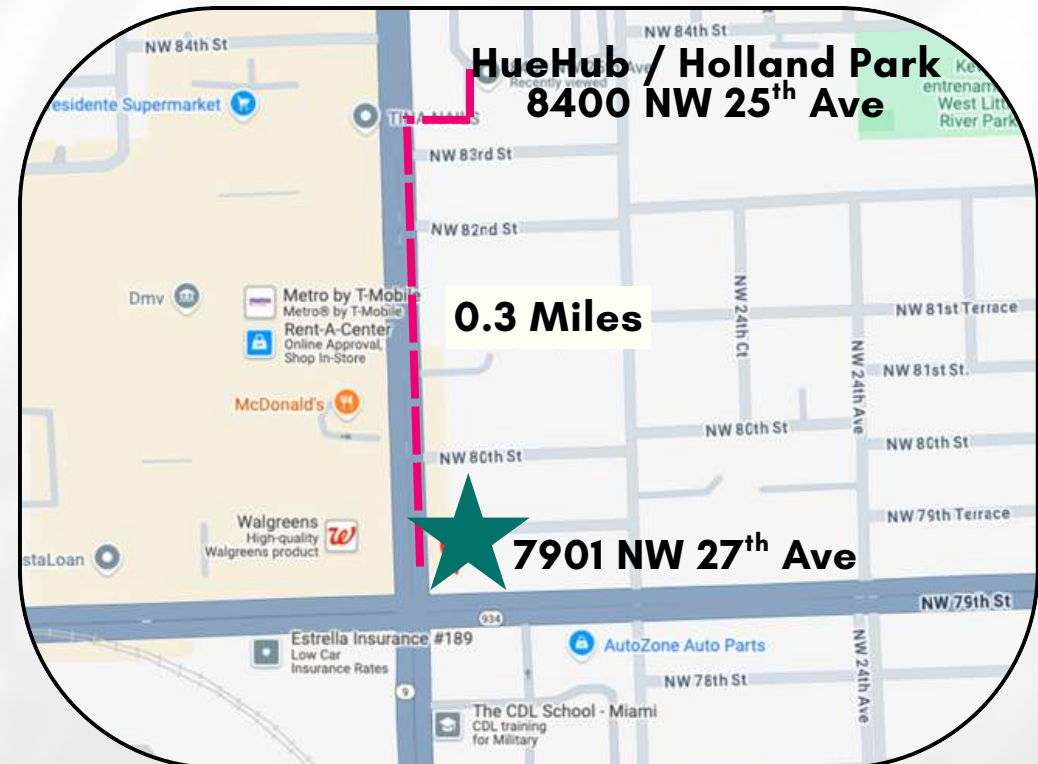 NW 84th St
NW 84th St
HueHub / Holland Park
8400 NW 25th Ave
Recently viewed
esidente Supermarket
entrenam
West Litt
River Park
NW 83rd St
NW 82nd St
Dmv
Metro by T-Mobile
Metro® by T-Mobile
Rent-A-Center
Online Approval,
Shop In-Store
0.3 Miles
NW 24th Ct
NW 81st Terrace
NW 24th Ave
NW 81st St.
McDonald's
NW 80th St
NW 80th St
NW 80th St
Walgreens
High-quality
Walgreens product
NW 79th Terrace
staLoan
7901 NW 27th Ave
NW 79th St
934
Estrella Insurance #189
Low Car
Insurance Rates
AutoZone Auto Parts
NW 24th Ave
NW 78th St
9
The CDL School - Miami
CDL training
for Military